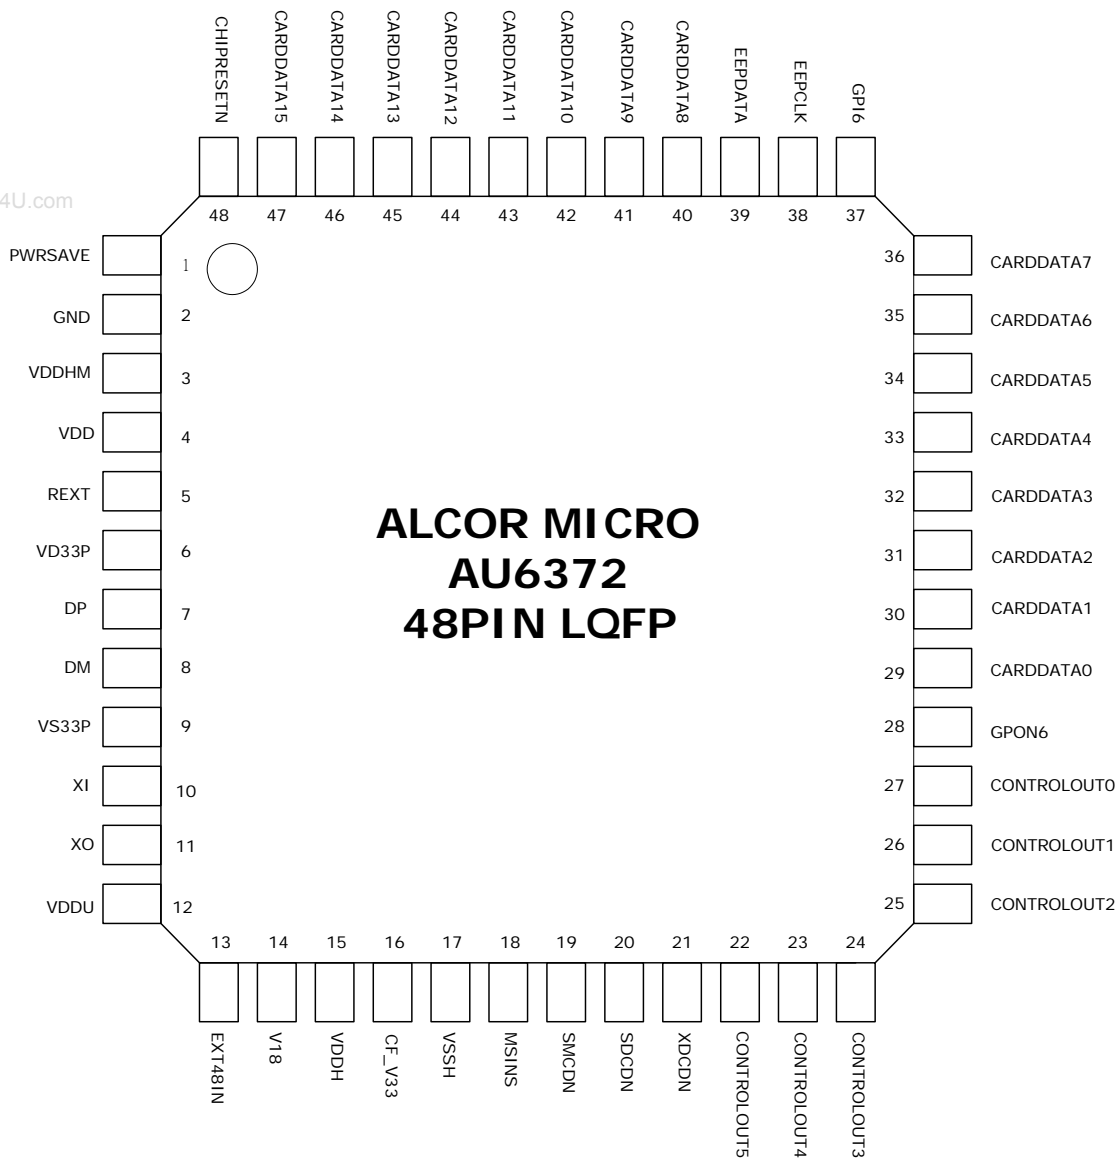 CHIPRESETN
CARDDATA15
CARDDATA14
CARDDATA13
CARDDATA12
CARDDATA11
CARDDATA10
CARDDATA9
CARDDATA8
EEPDATA
EEPCLK
GPI6
4U.com
48 47 46 45 44 43 42 41 40 39 38 37
PWRSAVE 1
GND 2
VDDHM 3
VDD 4
REXT 5
VD33P 6
DP 7
DM 8
VS33P 9
XI 10
XO 11
VDDU 12
ALCOR MICRO
AU6372
48PIN LQFP
36 CARDDATA7
35 CARDDATA6
34 CARDDATA5
33 CARDDATA4
32 CARDDATA3
31 CARDDATA2
30 CARDDATA1
29 CARDDATA0
28 GPON6
27 CONTROLOUT0
26 CONTROLOUT1
25 CONTROLOUT2
13 14 15 16 17 18 19 20 21 22 23 24
EXT48IN
V18
VDDH
CF_V33
VSSH
MSINS
SMCDN
SDCDN
XDCDN
CONTROLOUT5
CONTROLOUT4
CONTROLOUT3